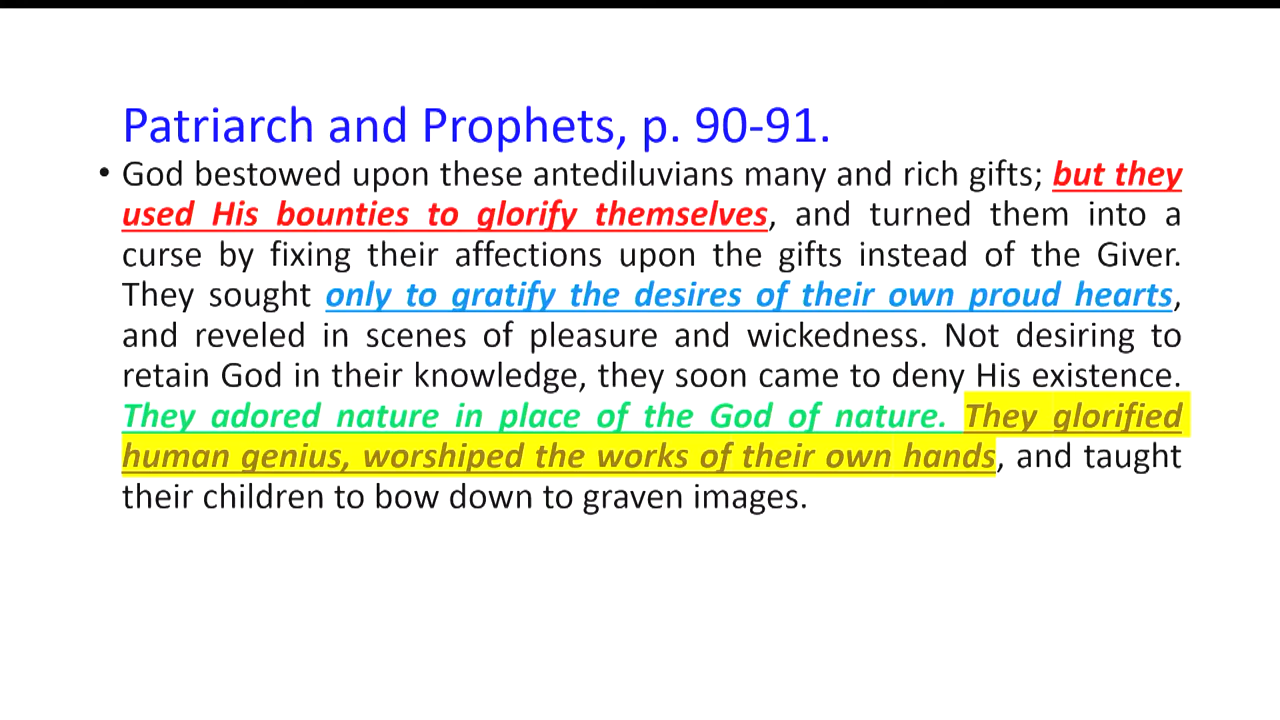 Patriarch and Prophets, p. 90-91.
• God bestowed upon these antediluvians many and rich gifts; but they
used His bounties to glorify themselves, and turned them into a
curse by fixing their affections upon the gifts instead of the Giver.
They sought only to gratify the desires of their own proud hearts,
and reveled in scenes of pleasure and wickedness. Not desiring to
retain God in their knowledge, they soon came to deny His existence.
They adored nature in place of the God of nature. They glorified
human genius, worshiped the works of their own hands, and taught
their children to bow down to graven images.